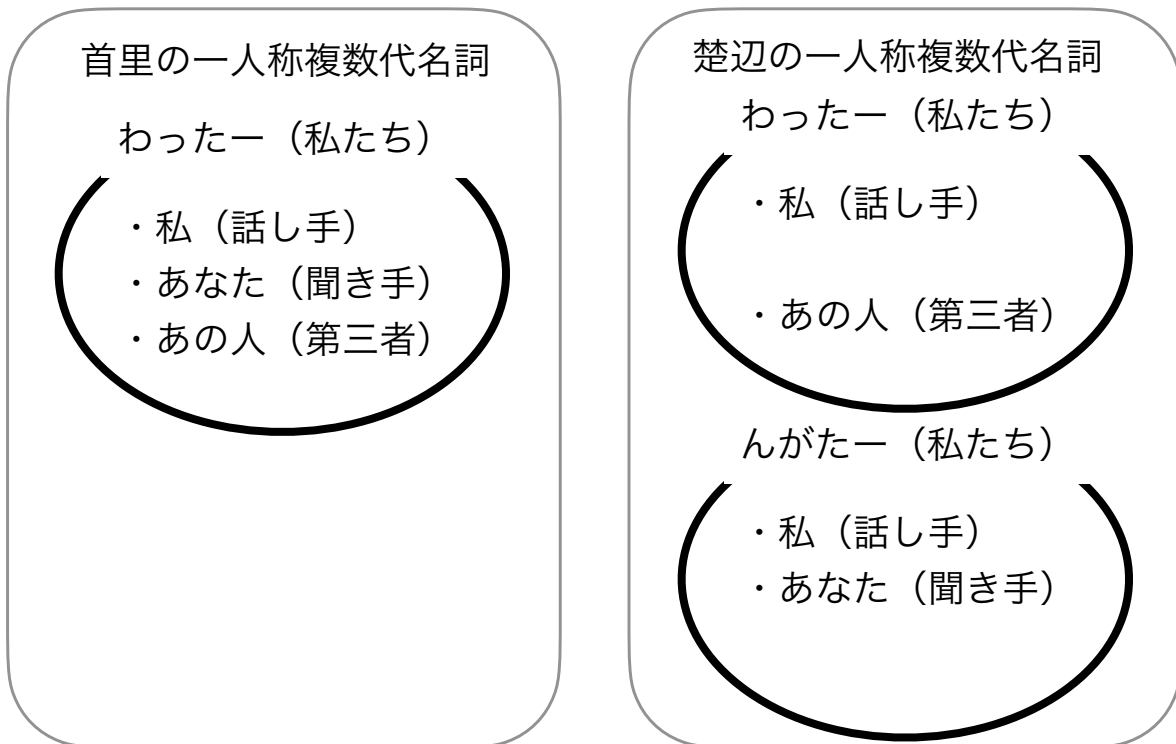 首里の一人称複数代名詞
わったー（私たち）
・私（話し手）
・あなた（聞き手）
・あの人（第三者）
楚辺の一人称複数代名詞
わったー（私たち）
・私（話し手）
・あの人（第三者）
んがたー（私たち）
・私（話し手）
・あなた（聞き手）